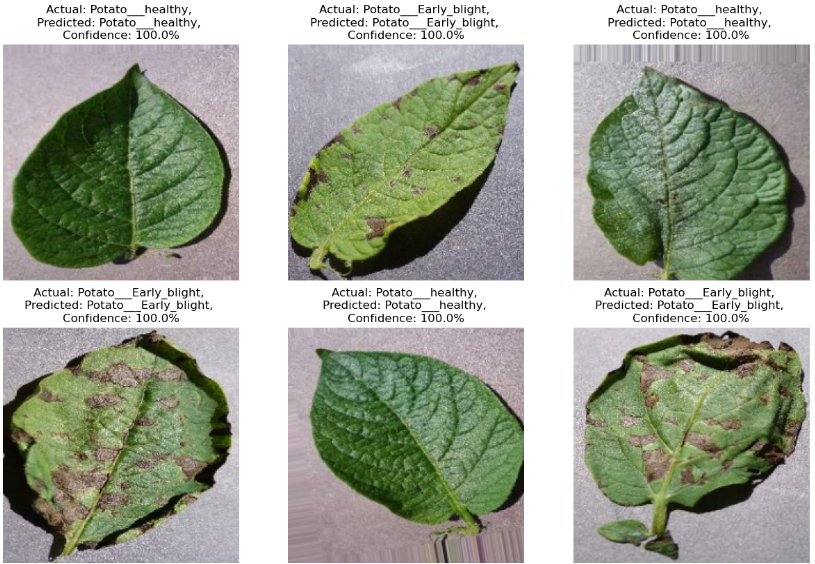 Actual: Potato___healthy,
Predicted: Potato___healthy,
Confidence: 100.0%
Actual: Potato___Early_blight,
Predicted: Potato___Early_blight,
Confidence: 100.0%
Actual: Potato___healthy,
Predicted: Potato___healthy,
Confidence: 100.0%
Actual: Potato___Early_blight,
Predicted: Potato___Early_blight,
Confidence: 100.0%
Actual: Potato___healthy,
Predicted: Potato___healthy,
Confidence: 100.0%
Actual: Potato___Early_blight,
Predicted: Potato___Early_blight,
Confidence: 100.0%